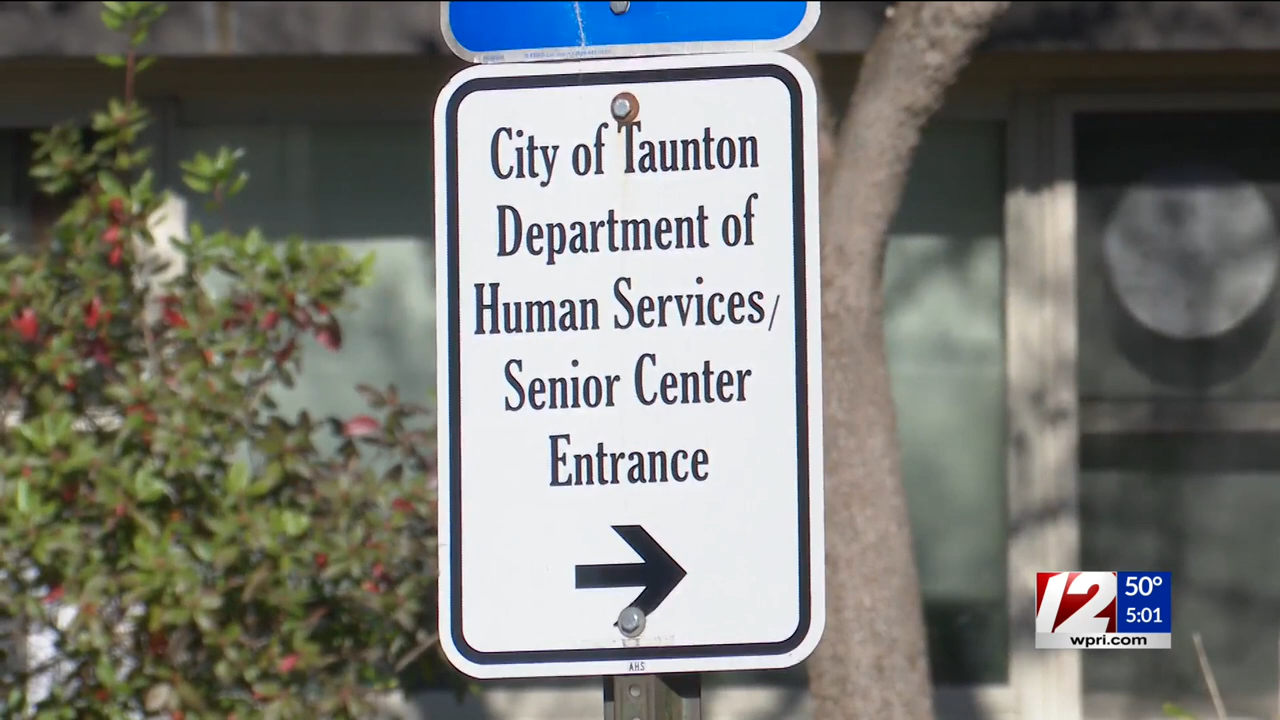 City of Taunton
Department of
Human Services/
Senior Center
Entrance
AHS
12
50°
5:01
wpri.com